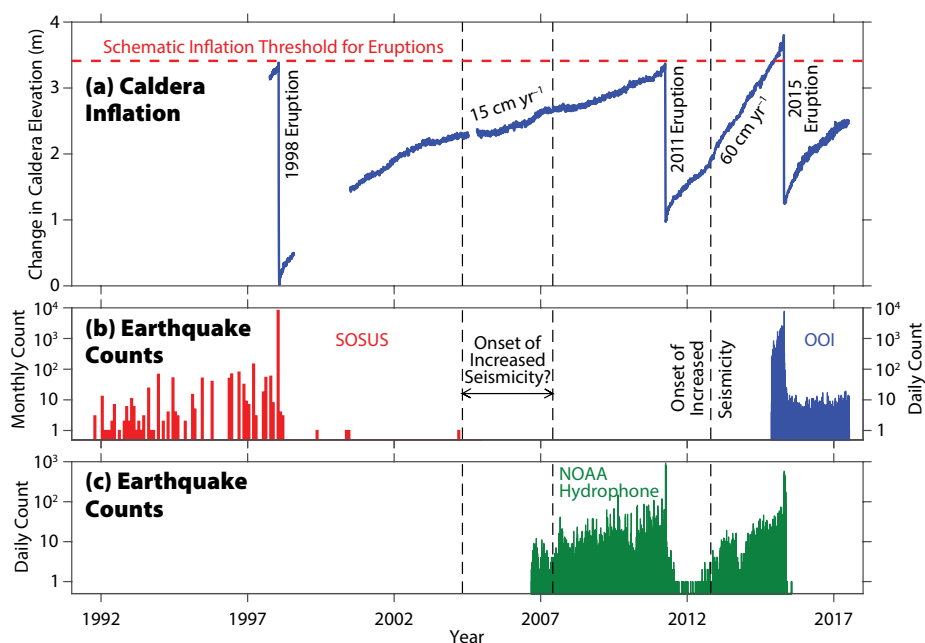 Change in Caldera Elevation (m)
4
3
2
1
0
Schematic Inflation Threshold for Eruptions
(a) Caldera
Inflation
1998 Eruption
15 cm yr⁻¹
2011 Eruption
60 cm yr⁻¹
2015
Eruption
Monthly Count
10⁴
10³
10²
10
1
(b) Earthquake
Counts
SOSUS
Onset of
Increased
Seismicity?
Onset of
Increased
Seismicity
OOI
10⁴
10³
10²
10
1
Daily Count
Daily Count
10³
10²
10
1
(c) Earthquake
Counts
NOAA
Hydrophone
1992
1997
2002
2007
2012
2017
Year